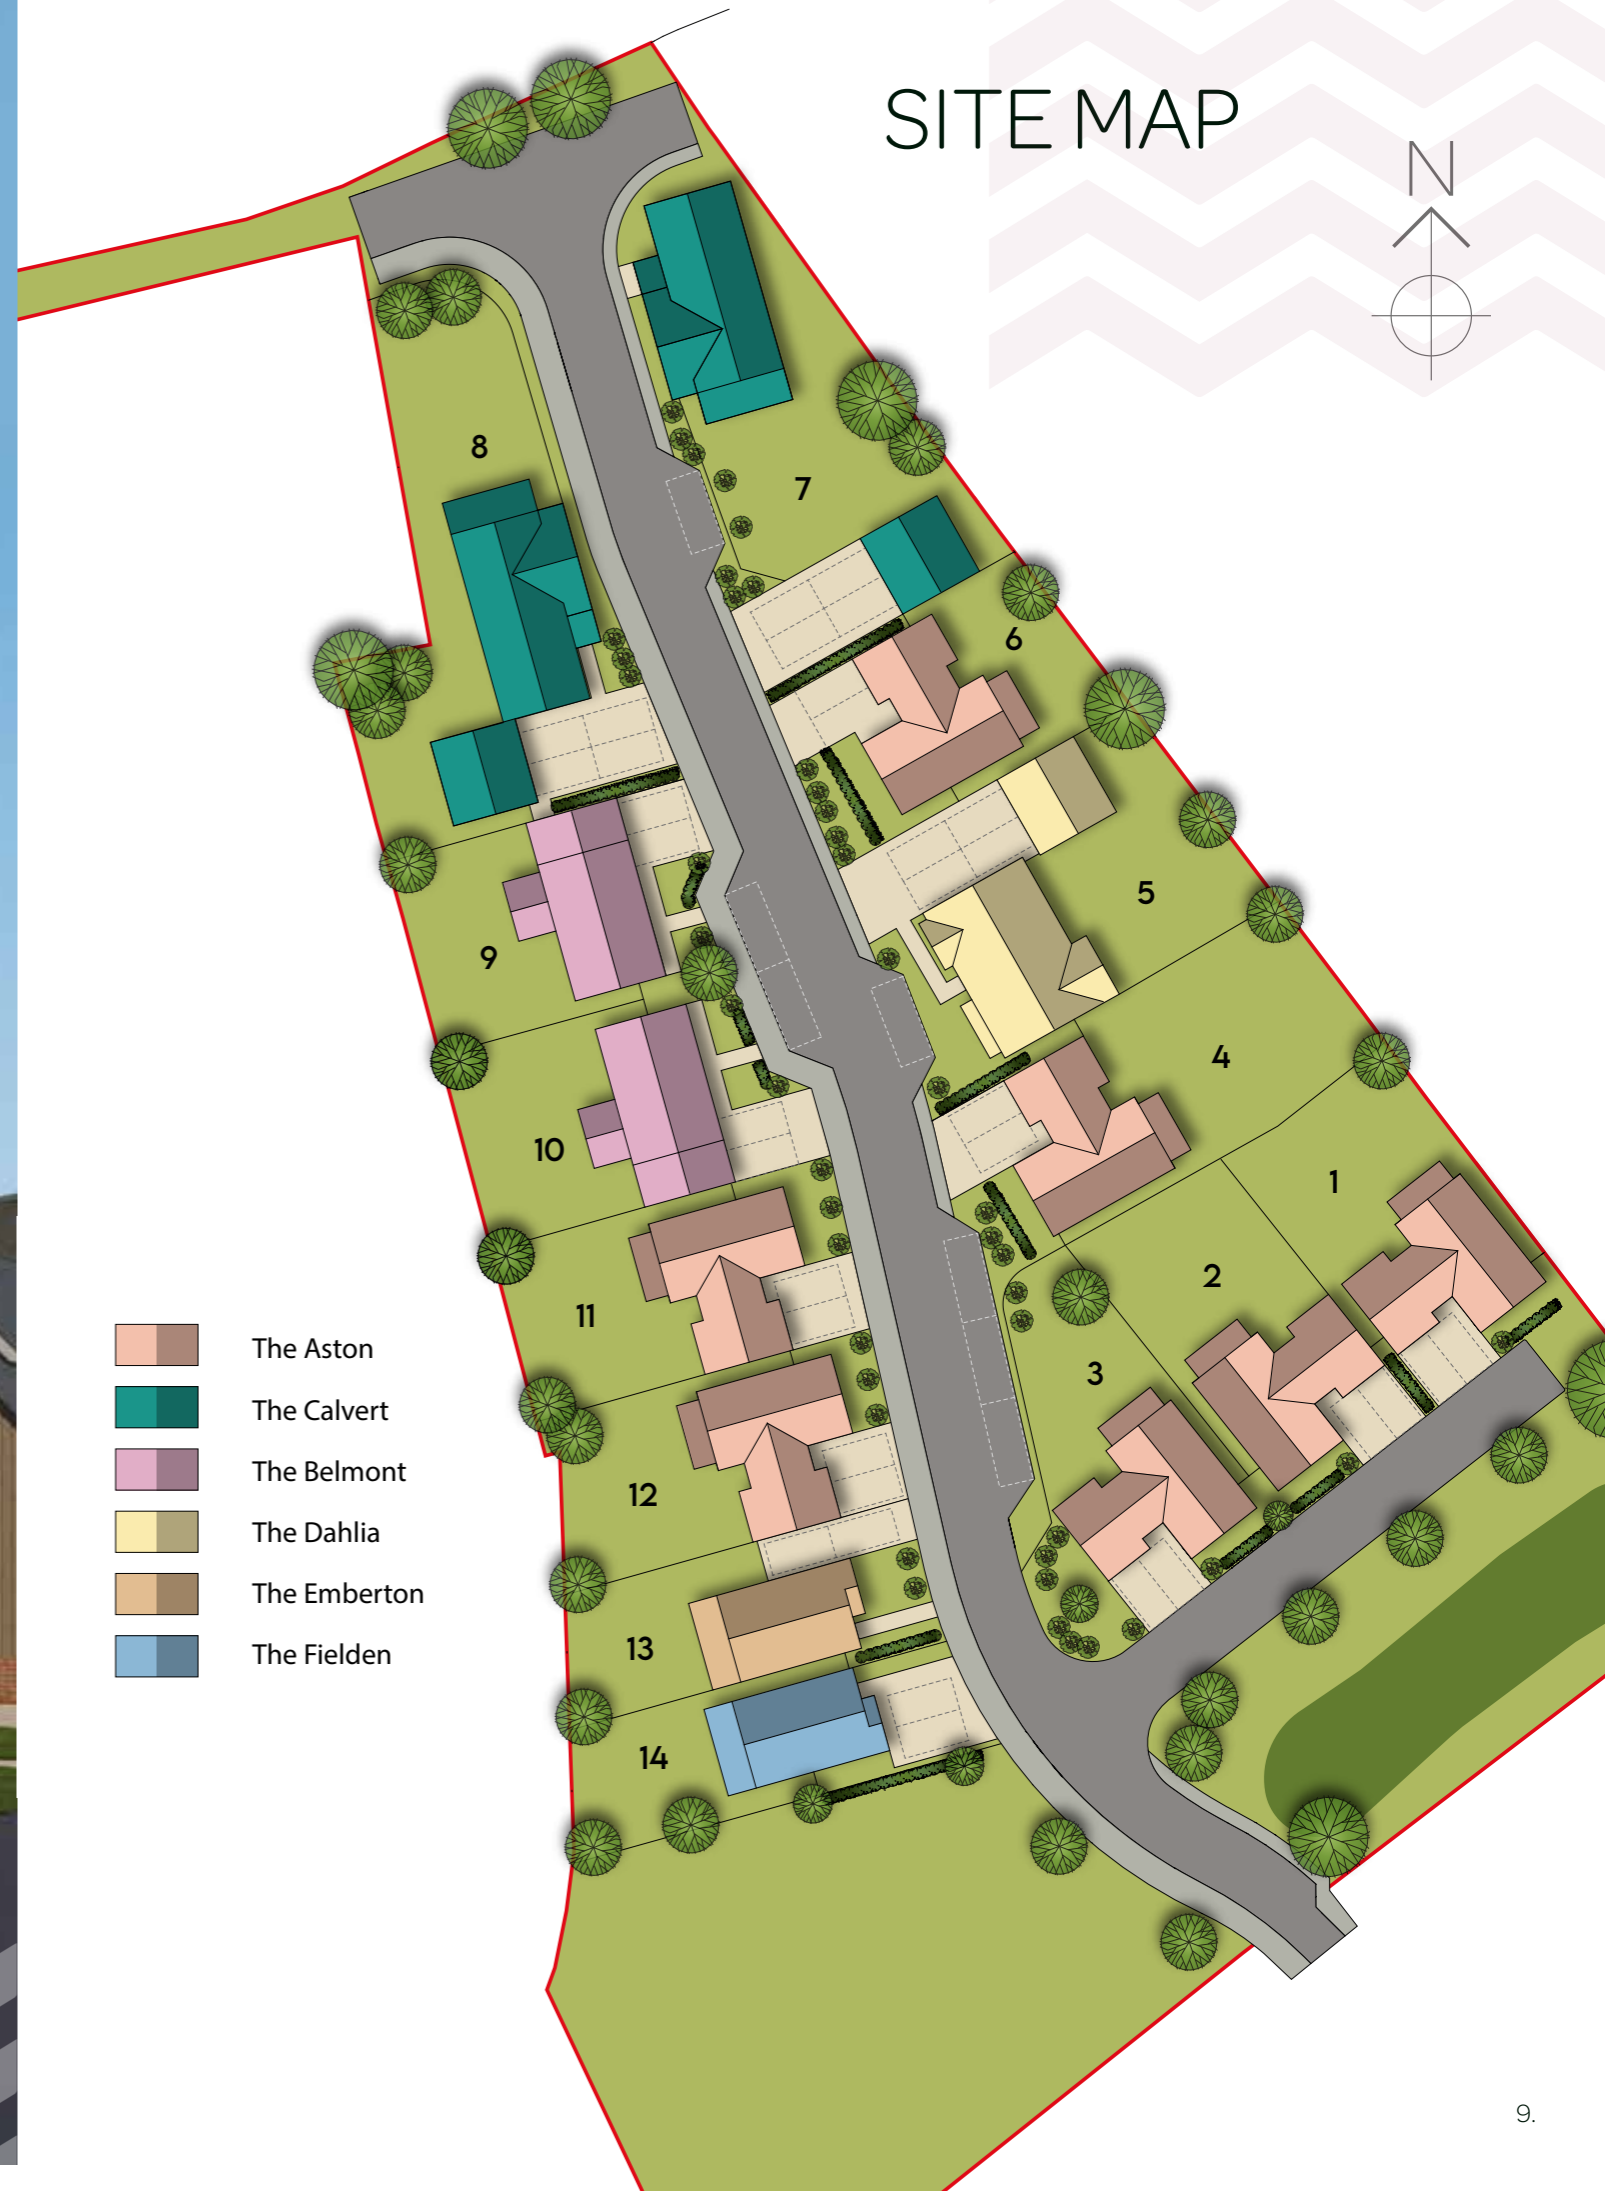 SITE MAP
N
8
7
6
5
9
4
10
1
2
11
3
12
13
14
The Aston
The Calvert
The Belmont
The Dahlia
The Emberton
The Fielden
9.